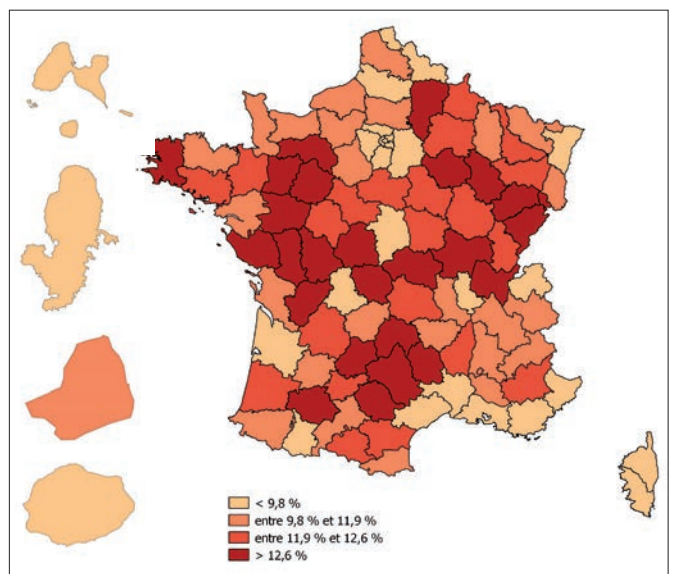 < 9,8 %
entre 9,8 % et 11,9 %
entre 11,9 % et 12,6 %
> 12,6 %